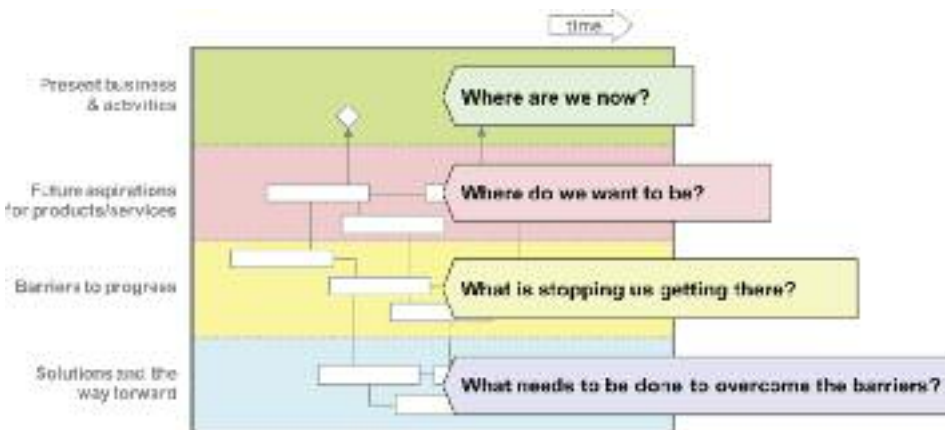 time
Present business
& activities
Where are we now?
Future aspirations
for products/services
Where do we want to be?
Barriers to progress
What is stopping us getting there?
Solutions and the
way forward
What needs to be done to overcome the barriers?